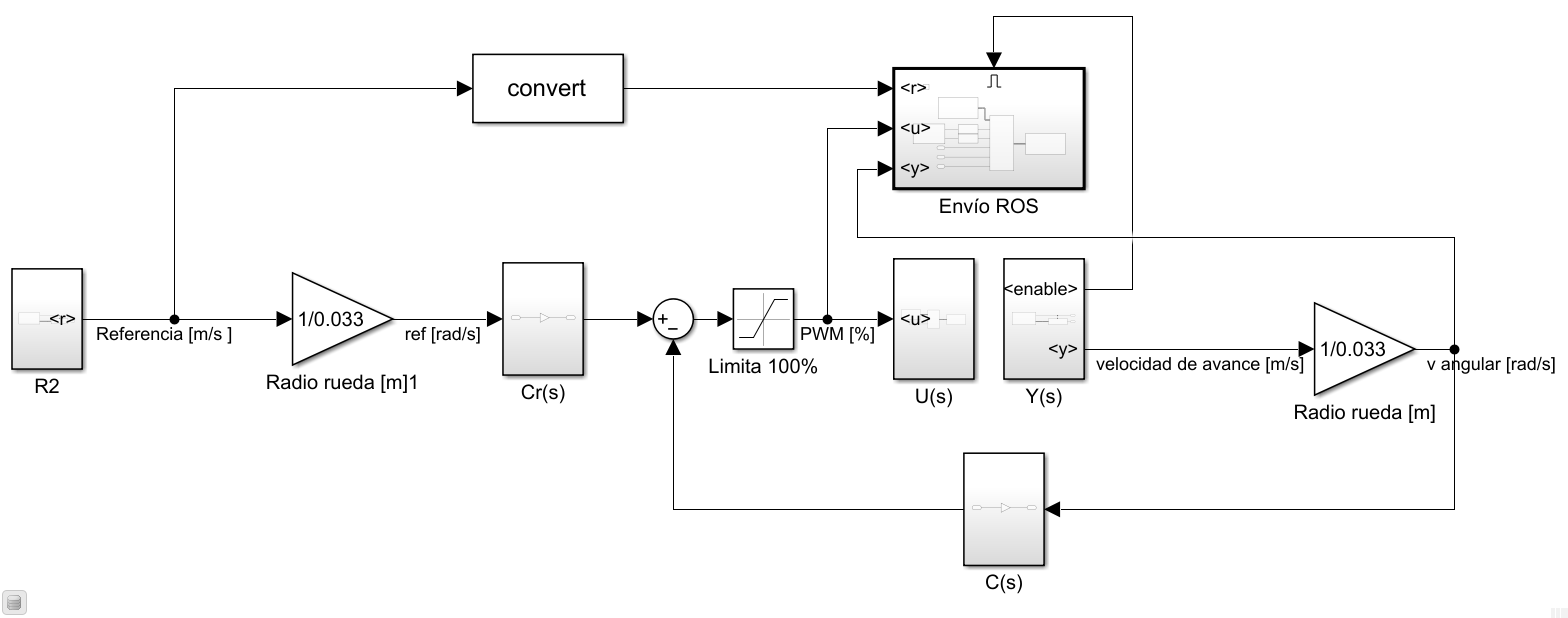 convert
<r>
<u>
<y>
Envío ROS
<r>
Referencia [m/s ]
R2
1/0.033
Radio rueda [m]1
ref [rad/s]
Cr(s)
+
−
Limita 100%
PWM [%]
<u>
U(s)
<enable>
<y>
Y(s)
velocidad de avance [m/s]
1/0.033
Radio rueda [m]
v angular [rad/s]
C(s)